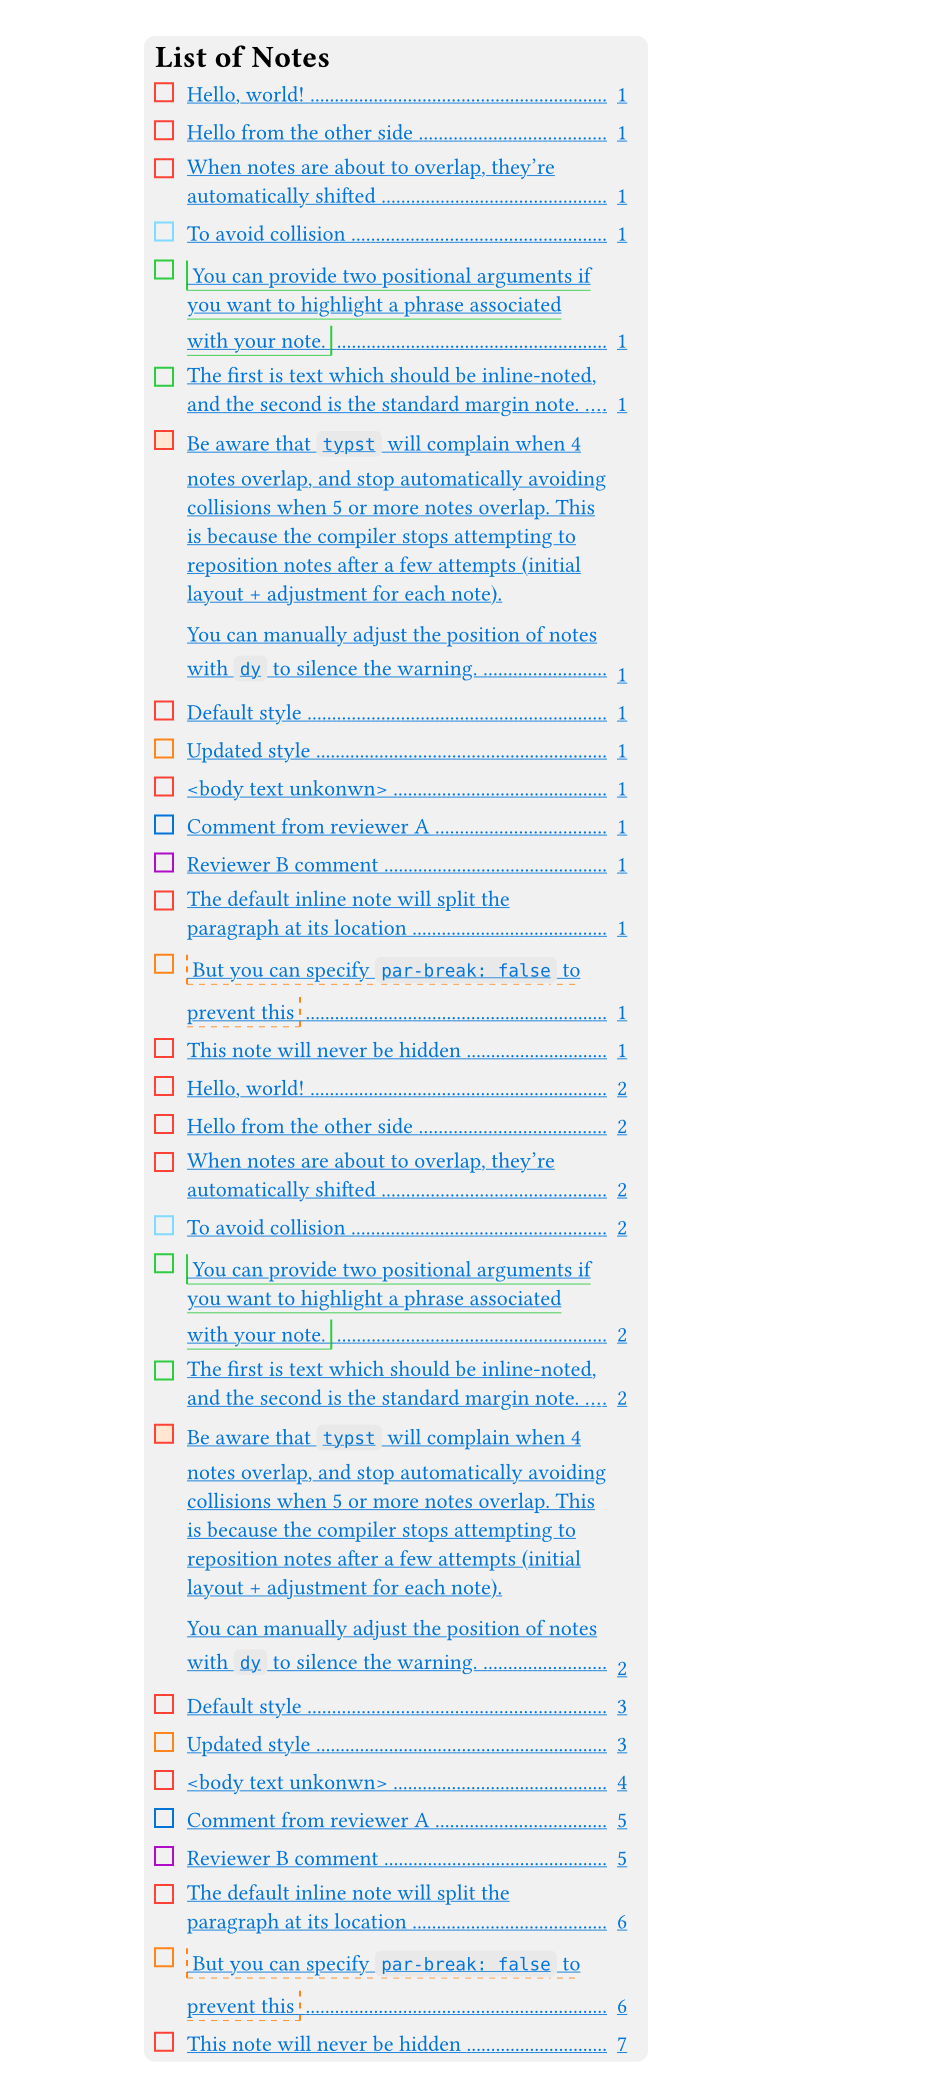 List of Notes
Hello, world! ............................................................ 1
Hello from the other side ...................................... 1
When notes are about to overlap, they're
automatically shifted .............................................. 1
To avoid collision .................................................... 1
You can provide two positional arguments if
you want to highlight a phrase associated
with your note. ....................................................... 1
The first is text which should be inline-noted,
and the second is the standard margin note. .... 1
Be aware that typst will complain when 4
notes overlap, and stop automatically avoiding
collisions when 5 or more notes overlap. This
is because the compiler stops attempting to
reposition notes after a few attempts (initial
layout + adjustment for each note).
You can manually adjust the position of notes
with dy to silence the warning. ......................... 1
Default style ............................................................. 1
Updated style ........................................................... 1
<body text unkonwn> ............................................ 1
Comment from reviewer A ................................... 1
Reviewer B comment ............................................. 1
The default inline note will split the
paragraph at its location ........................................ 1
But you can specify par-break: false to
prevent this ............................................................. 1
This note will never be hidden ............................ 1
Hello, world! ............................................................ 2
Hello from the other side ...................................... 2
When notes are about to overlap, they're
automatically shifted .............................................. 2
To avoid collision .................................................... 2
You can provide two positional arguments if
you want to highlight a phrase associated
with your note. ....................................................... 2
The first is text which should be inline-noted,
and the second is the standard margin note. .... 2
Be aware that typst will complain when 4
notes overlap, and stop automatically avoiding
collisions when 5 or more notes overlap. This
is because the compiler stops attempting to
reposition notes after a few attempts (initial
layout + adjustment for each note).
You can manually adjust the position of notes
with dy to silence the warning. ......................... 2
Default style ............................................................. 3
Updated style ........................................................... 3
<body text unkonwn> ............................................ 4
Comment from reviewer A ................................... 5
Reviewer B comment ............................................. 5
The default inline note will split the
paragraph at its location ........................................ 6
But you can specify par-break: false to
prevent this ............................................................. 6
This note will never be hidden ............................ 7